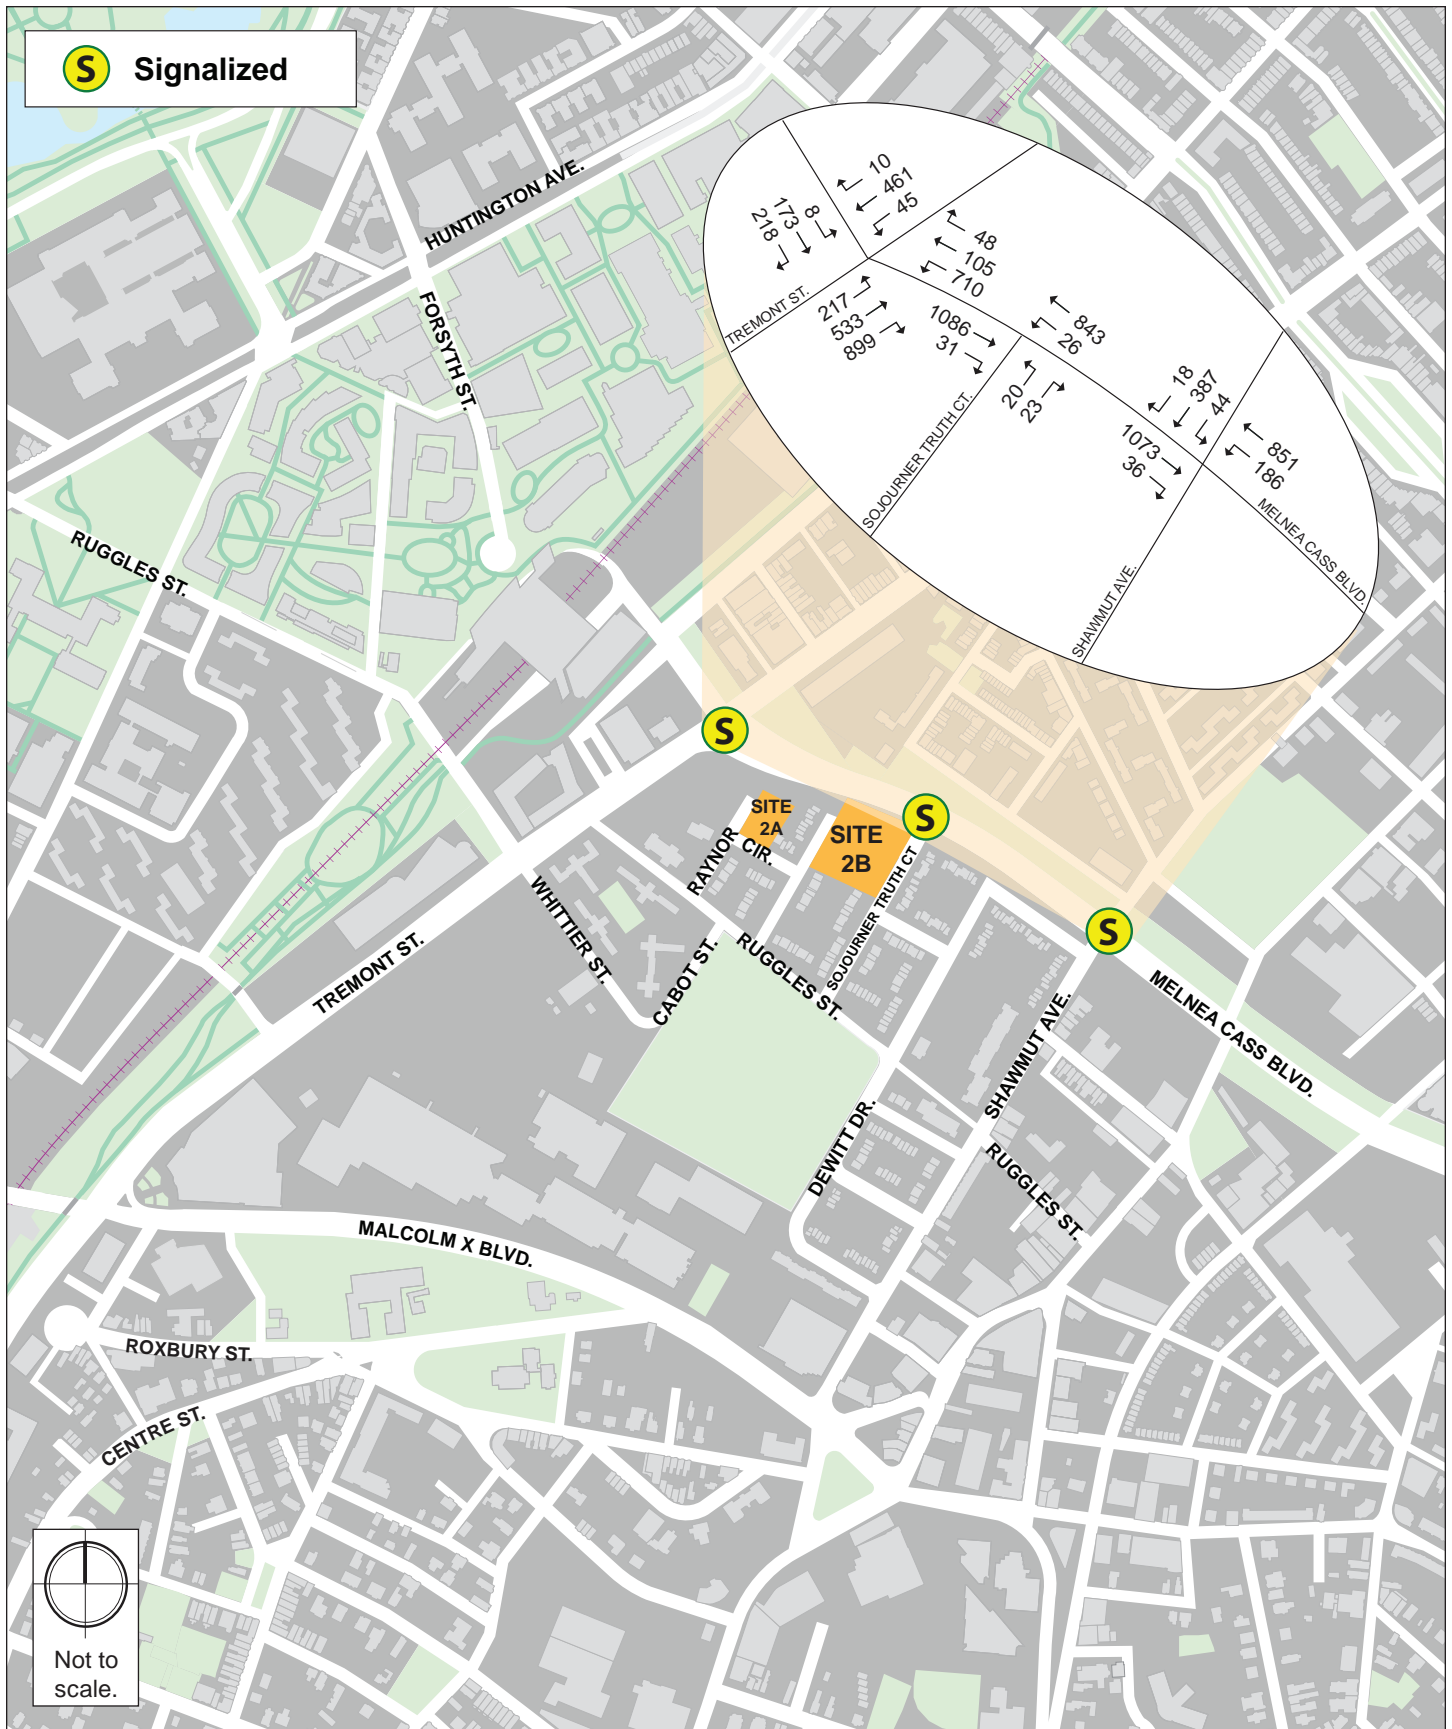 S Signalized
HUNTINGTON AVE.
FORSYTH ST.
RUGGLES ST.
10
461
45
8
173
218
48
105
710
217
533
899
TREMONT ST.
1086
31
843
26
20
23
SOJOURNER TRUTH CT.
18
387
44
1073
36
851
186
MELNEA CASS BLVD.
SHAWMUT AVE.
S
S
S
SITE
2A
SITE
2B
RAYNOR
CIR.
SOJOURNER TRUTH CT
WHITTIER ST.
CABOT ST.
RUGGLES ST.
TREMONT ST.
MELNEA CASS BLVD.
SHAWMUT AVE.
DEWITT DR.
RUGGLES ST.
MALCOLM X BLVD.
ROXBURY ST.
CENTRE ST.
Not to
scale.